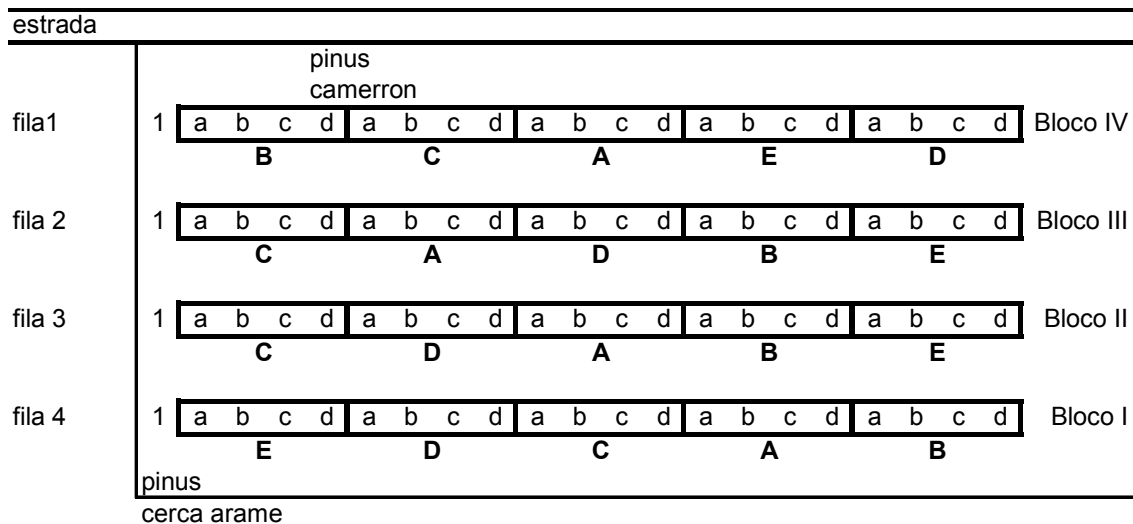 estrada
pinus
camerron
fila1 1 a b c d a b c d a b c d a b c d a b c d Bloco IV
B C A E D
fila 2 1 a b c d a b c d a b c d a b c d a b c d Bloco III
C A D B E
fila 3 1 a b c d a b c d a b c d a b c d a b c d Bloco II
C D A B E
fila 4 1 a b c d a b c d a b c d a b c d a b c d Bloco I
E D C A B
pinus
cerca arame